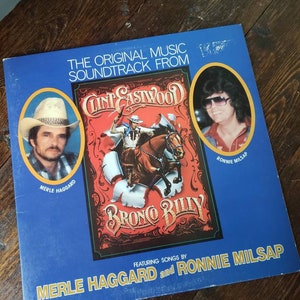 THE ORIGINAL MUSIC
SOUNDTRACK FROM
CLINT EASTWOOD
MERLE HAGGARD
RONNIE MILSAP
BRONCO BILLY
FEATURING SONGS BY
MERLE HAGGARD and RONNIE MILSAP